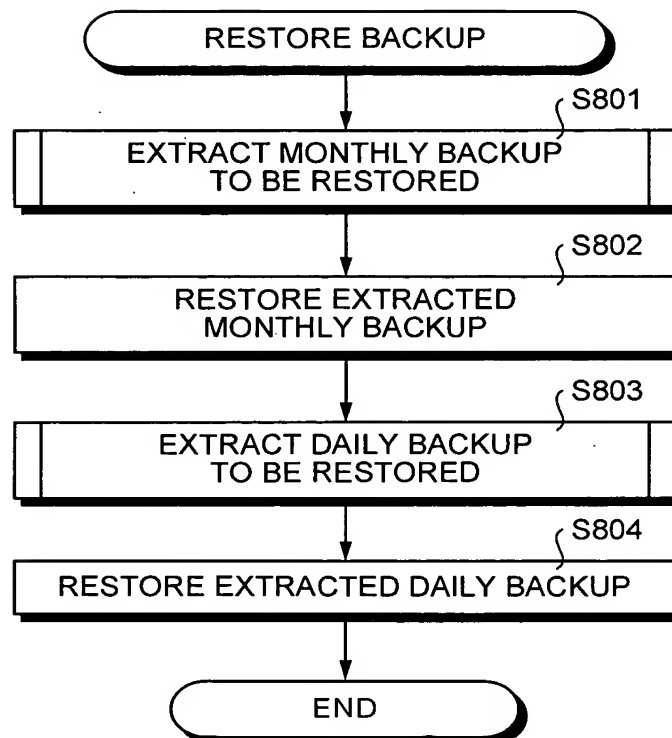 RESTORE BACKUP
S801
EXTRACT MONTHLY BACKUP
TO BE RESTORED
S802
RESTORE EXTRACTED
MONTHLY BACKUP
S803
EXTRACT DAILY BACKUP
TO BE RESTORED
S804
RESTORE EXTRACTED DAILY BACKUP
END